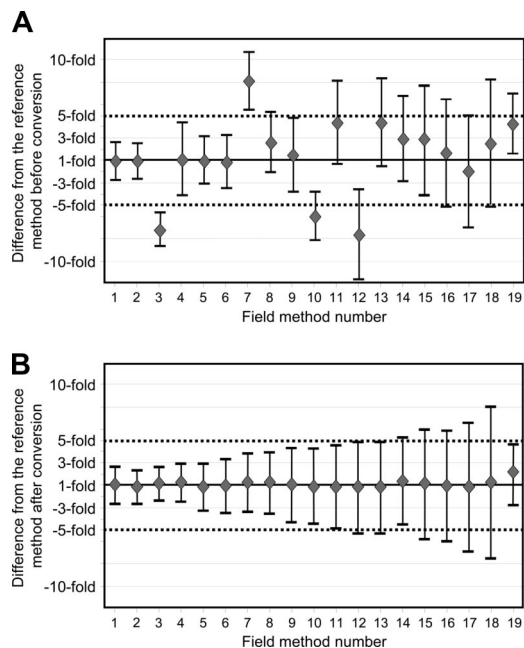 A
Difference from the reference
method before conversion
10-fold
5-fold
3-fold
1-fold
-3-fold
-5-fold
-10-fold
1 2 3 4 5 6 7 8 9 10 11 12 13 14 15 16 17 18 19
Field method number
B
Difference from the reference
method after conversion
10-fold
5-fold
3-fold
1-fold
-3-fold
-5-fold
-10-fold
1 2 3 4 5 6 7 8 9 10 11 12 13 14 15 16 17 18 19
Field method number